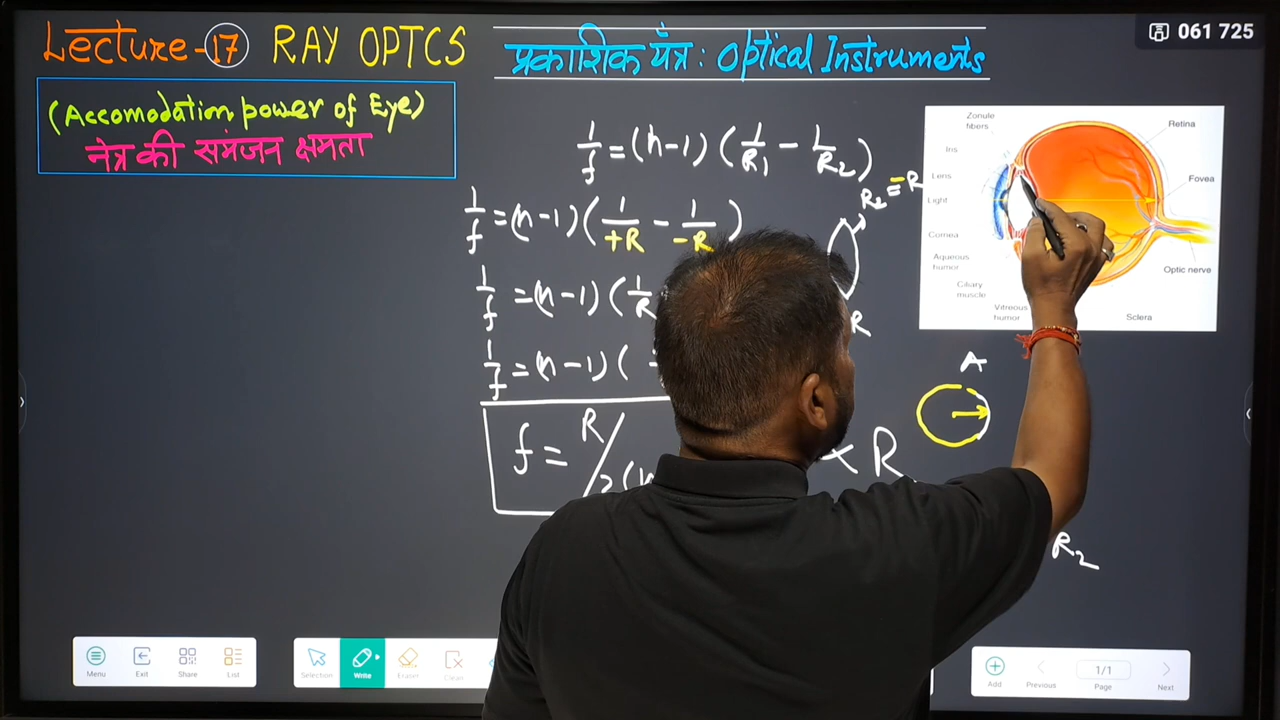 Lecture-17 RAY OPTCS
प्रकाशिक यंत्र : Optical Instruments
061 725
(Accomodation power of Eye)
नेत्र की समंजन क्षमता
1/f = (n-1) (1/R1 - 1/R2)
R2 = -R
1/f = (n-1) (1/+R - 1/-R)
1/f = (n-1) (1/R
1/f = (n-1) (
f = R/2(n
R
R
A
R2
Zonule fibers
Iris
Lens
Light
Cornea
Aqueous humor
Ciliary muscle
Vitreous humor
Retina
Fovea
Optic nerve
Sclera
Menu
Exit
Share
List
Selection
Write
Eraser
Clean
Add
Previous
1/1
Page
Next